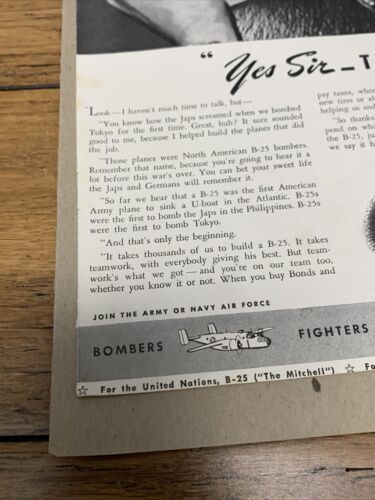 “Yes Sir—T
Look—I haven't much time to talk, but—
"You know how the Japs screamed when we bombed
Tokyo for the first time. Great, huh? It sure sounded
good to me, because I helped build the planes that did
the job.
"Those planes were North American B-25 bombers.
Remember that name, because you're going to hear it a
lot before this war's over. You can bet your sweet life
the Japs and Germans will remember it.
"So far we hear that a B-25 was the first American
Army plane to sink a U-boat in the Atlantic. B-25s
were the first to bomb the Japs in the Philippines. B-25s
were the first to bomb Tokyo.
"And that's only the beginning.
"It takes thousands of us to build a B-25. It takes
teamwork, with everybody giving his best. But team-
work's what we got—and you're on our team too,
whether you know it or not. When you buy Bonds and
pay taxes, wher
new tires or al
helping us and
"So thanks
pend on wha
the B-25, jus
we say it h
JOIN THE ARMY OR NAVY AIR FORCE
BOMBERS FIGHTERS
☆ For the United Nations, B-25 ("The Mitchell") ☆ Fo